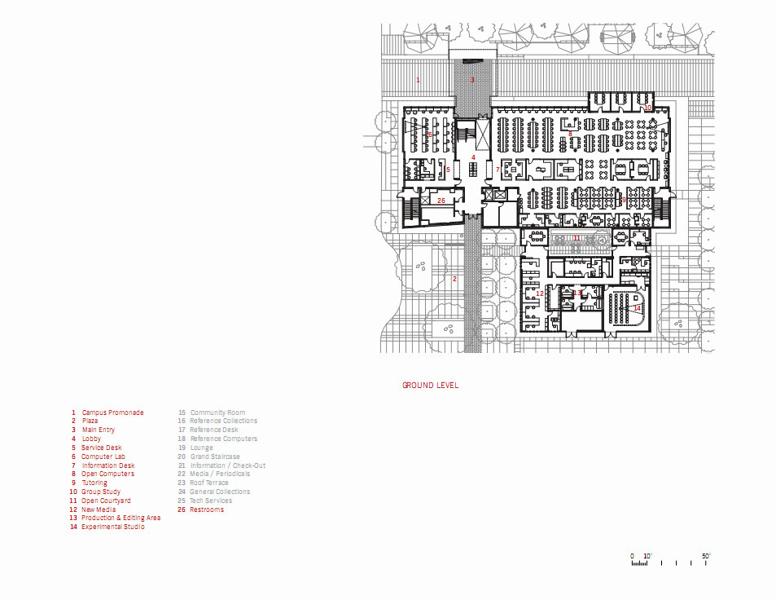 1
3
10
6
8
4
5
7
26
9
11
2
12
13
14
GROUND LEVEL
1 Campus Promonade
2 Plaza
3 Main Entry
4 Lobby
5 Service Desk
6 Computer Lab
7 Information Desk
8 Open Computers
9 Tutoring
10 Group Study
11 Open Courtyard
12 New Media
13 Production & Editing Area
14 Experimental Studio
15 Community Room
16 Reference Collections
17 Reference Desk
18 Reference Computers
19 Lounge
20 Grand Staircase
21 Information / Check-Out
22 Media / Periodicals
23 Roof Terrace
24 General Collections
25 Tech Services
26 Restrooms
0 10' 50'